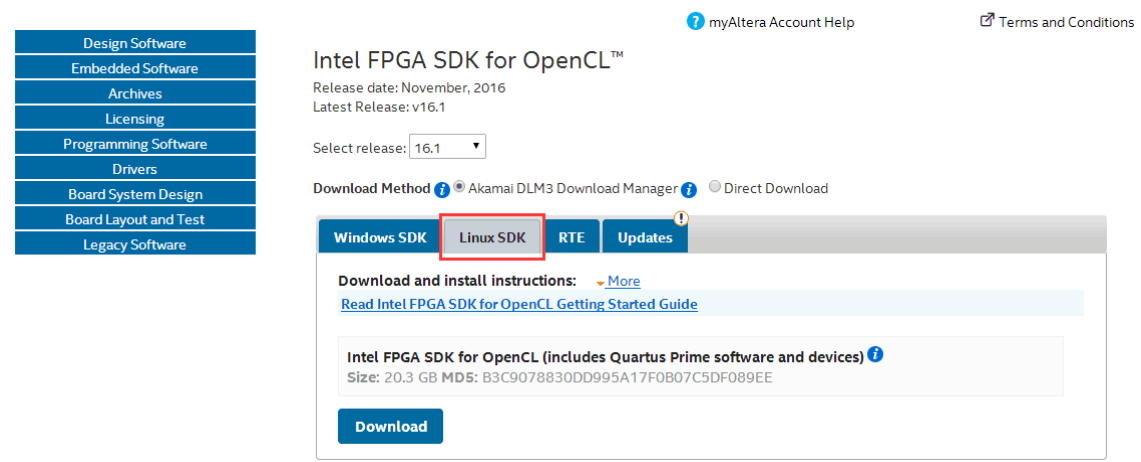 ? myAltera Account Help
Terms and Conditions
Design Software
Embedded Software
Archives
Licensing
Programming Software
Drivers
Board System Design
Board Layout and Test
Legacy Software
Intel FPGA SDK for OpenCL™
Release date: November, 2016
Latest Release: v16.1
Select release: 16.1
Download Method i Akamai DLM3 Download Manager i Direct Download
Windows SDK Linux SDK RTE Updates !
Download and install instructions: More
Read Intel FPGA SDK for OpenCL Getting Started Guide
Intel FPGA SDK for OpenCL (includes Quartus Prime software and devices) i
Size: 20.3 GB MD5: B3C9078830DD995A17F0B07C5DF089EE
Download